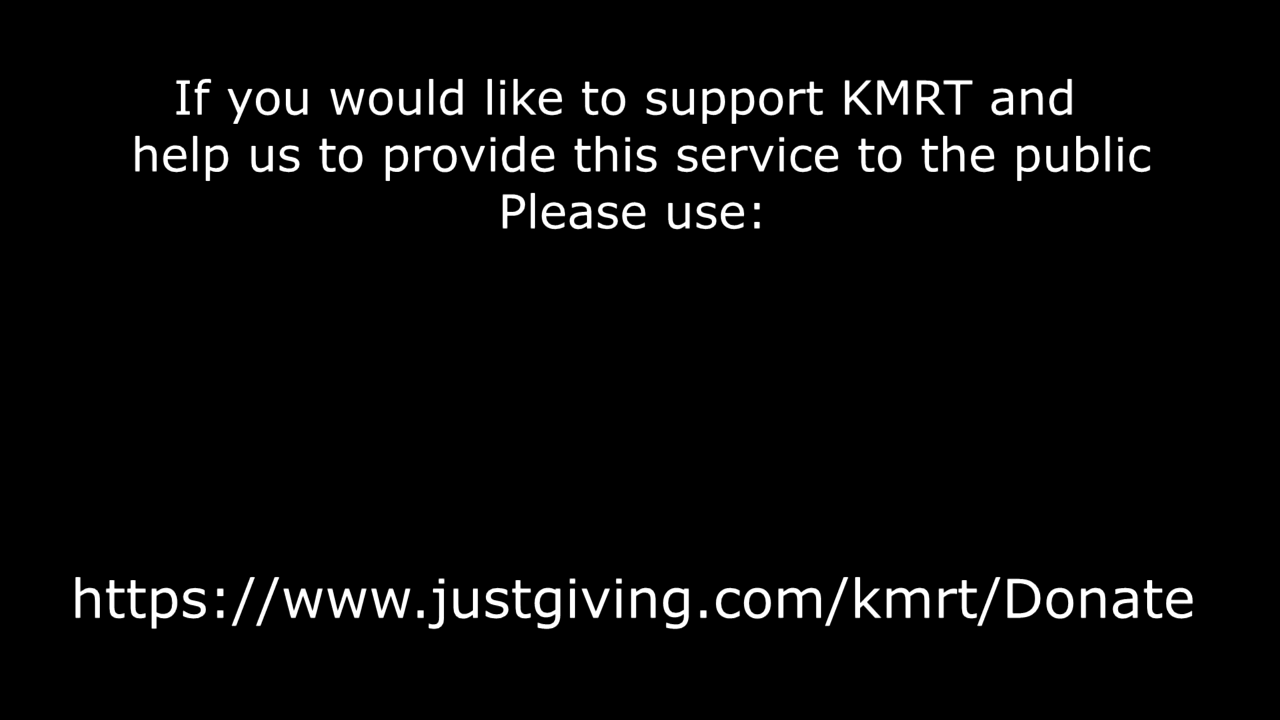 If you would like to support KMRT and
help us to provide this service to the public
Please use:
https://www.justgiving.com/kmrt/Donate